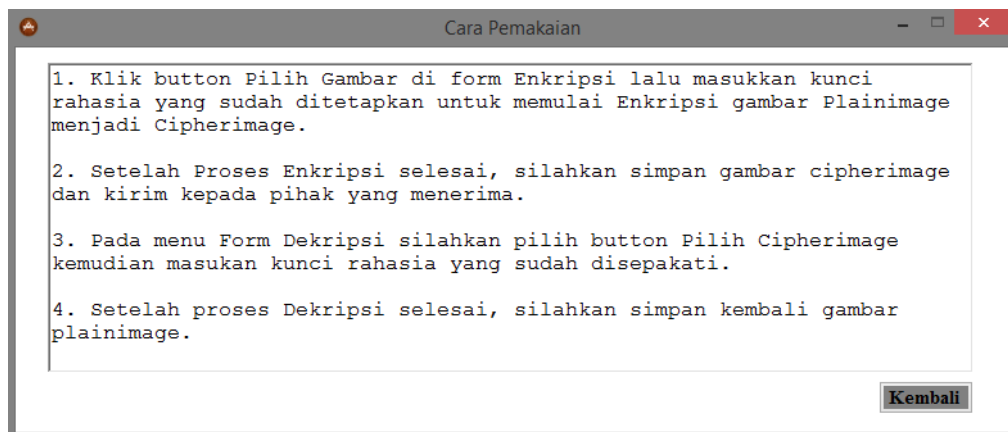 Cara Pemakaian
1. Klik button Pilih Gambar di form Enkripsi lalu masukkan kunci
rahasia yang sudah ditetapkan untuk memulai Enkripsi gambar Plainimage
menjadi Cipherimage.
2. Setelah Proses Enkripsi selesai, silahkan simpan gambar cipherimage
dan kirim kepada pihak yang menerima.
3. Pada menu Form Dekripsi silahkan pilih button Pilih Cipherimage
kemudian masukan kunci rahasia yang sudah disepakati.
4. Setelah proses Dekripsi selesai, silahkan simpan kembali gambar
plainimage.
Kembali